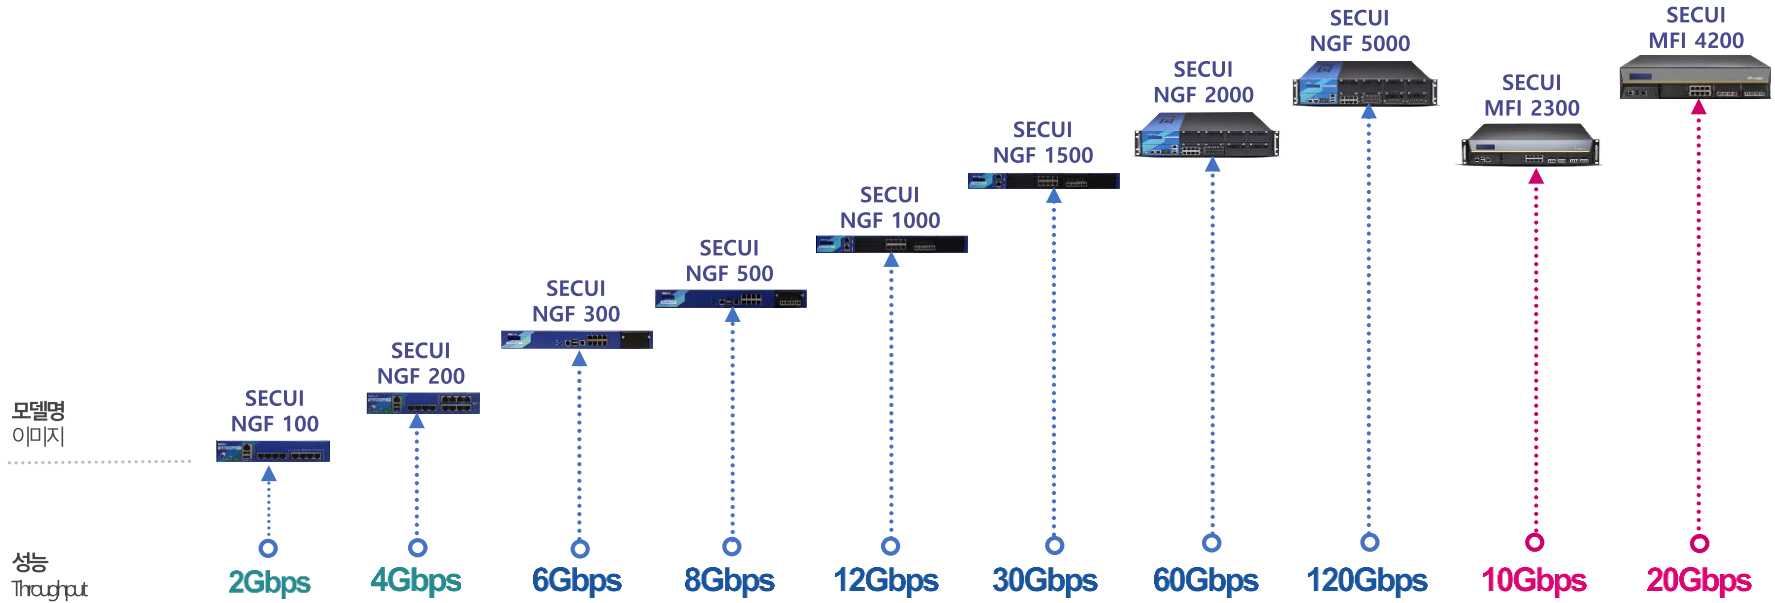 모델명
이미지
성능
Throughput
SECUI
NGF 100
2Gbps
SECUI
NGF 200
4Gbps
SECUI
NGF 300
6Gbps
SECUI
NGF 500
8Gbps
SECUI
NGF 1000
12Gbps
SECUI
NGF 1500
30Gbps
SECUI
NGF 2000
60Gbps
SECUI
NGF 5000
120Gbps
SECUI
MFI 2300
10Gbps
SECUI
MFI 4200
20Gbps